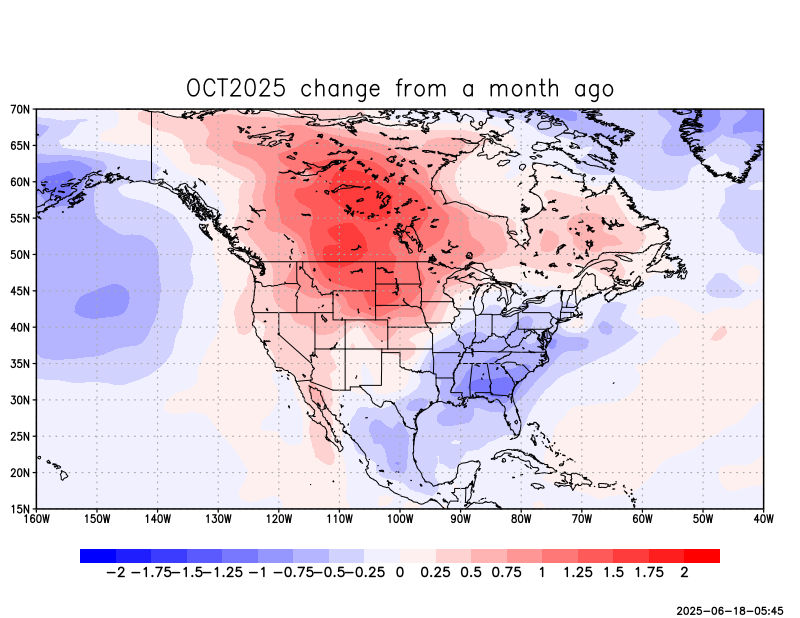 OCT2025 change from a month ago
70N
65N
60N
55N
50N
45N
40N
35N
30N
25N
20N
15N
160W 150W 140W 130W 120W 110W 100W 90W 80W 70W 60W 50W 40W
−2 −1.75 −1.5 −1.25 −1 −0.75 −0.5 −0.25 0 0.25 0.5 0.75 1 1.25 1.5 1.75 2
2025−06−18−05:45